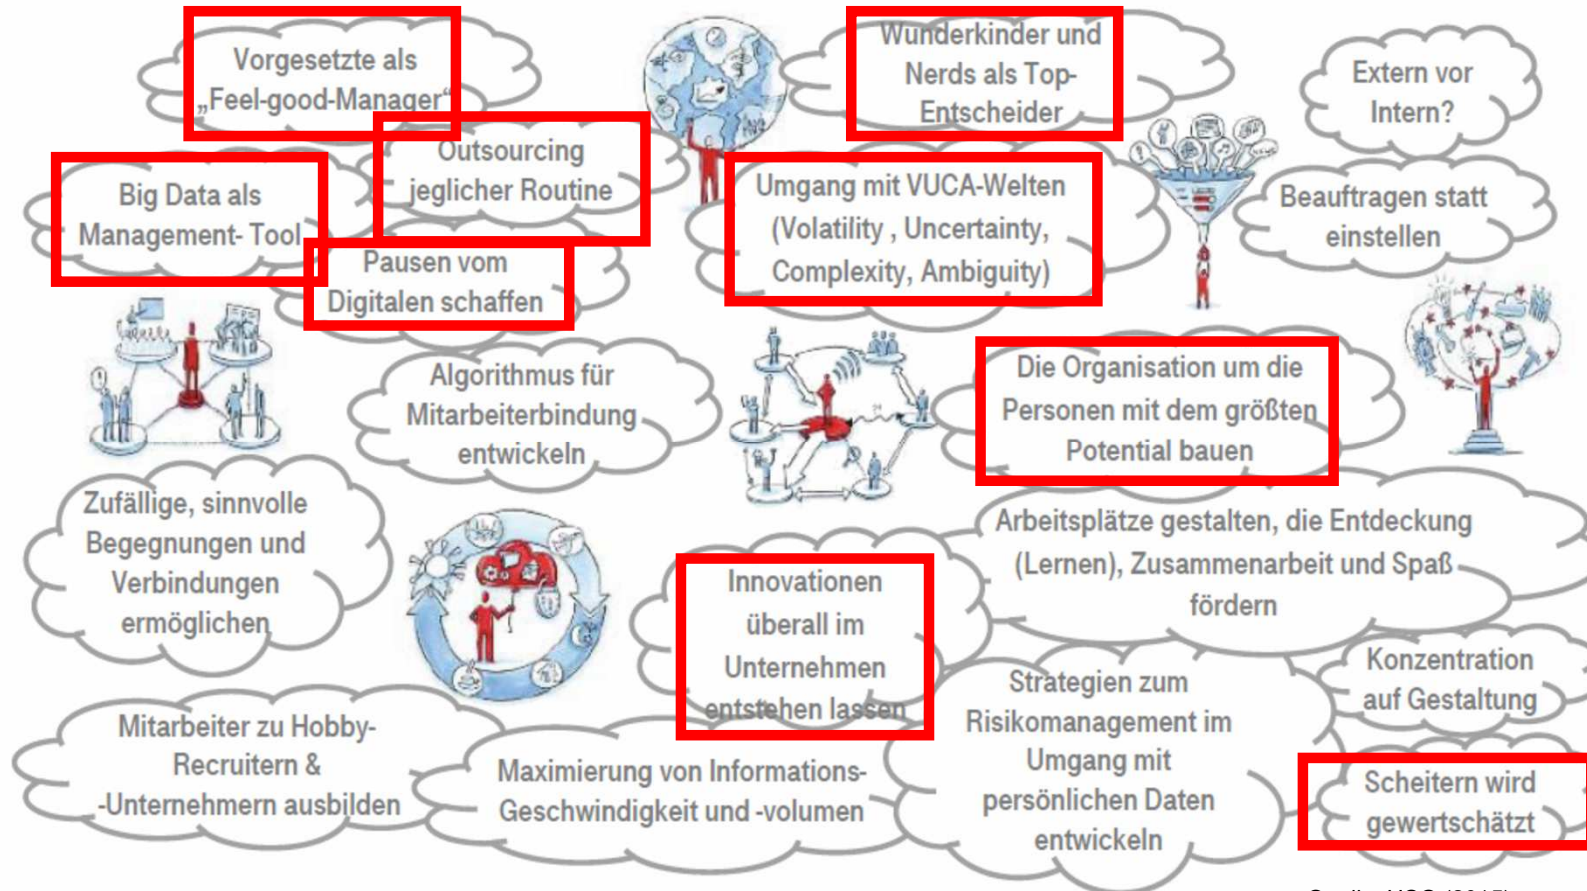 Vorgesetzte als
„Feel-good-Manager“
Wunderkinder und
Nerds als Top-
Entscheider
Extern vor
Intern?
Outsourcing
jeglicher Routine
Big Data als
Management- Tool
Umgang mit VUCA-Welten
(Volatility , Uncertainty,
Complexity, Ambiguity)
Beauftragen statt
einstellen
Pausen vom
Digitalen schaffen
Algorithmus für
Mitarbeiterbindung
entwickeln
Die Organisation um die
Personen mit dem größten
Potential bauen
Zufällige, sinnvolle
Begegnungen und
Verbindungen
ermöglichen
Arbeitsplätze gestalten, die Entdeckung
(Lernen), Zusammenarbeit und Spaß
fördern
Innovationen
überall im
Unternehmen
entstehen lassen
Strategien zum
Risikomanagement im
Umgang mit
persönlichen Daten
entwickeln
Konzentration
auf Gestaltung
Mitarbeiter zu Hobby-
Recruitern &
-Unternehmern ausbilden
Maximierung von Informations-
Geschwindigkeit und -volumen
Scheitern wird
gewertschätzt